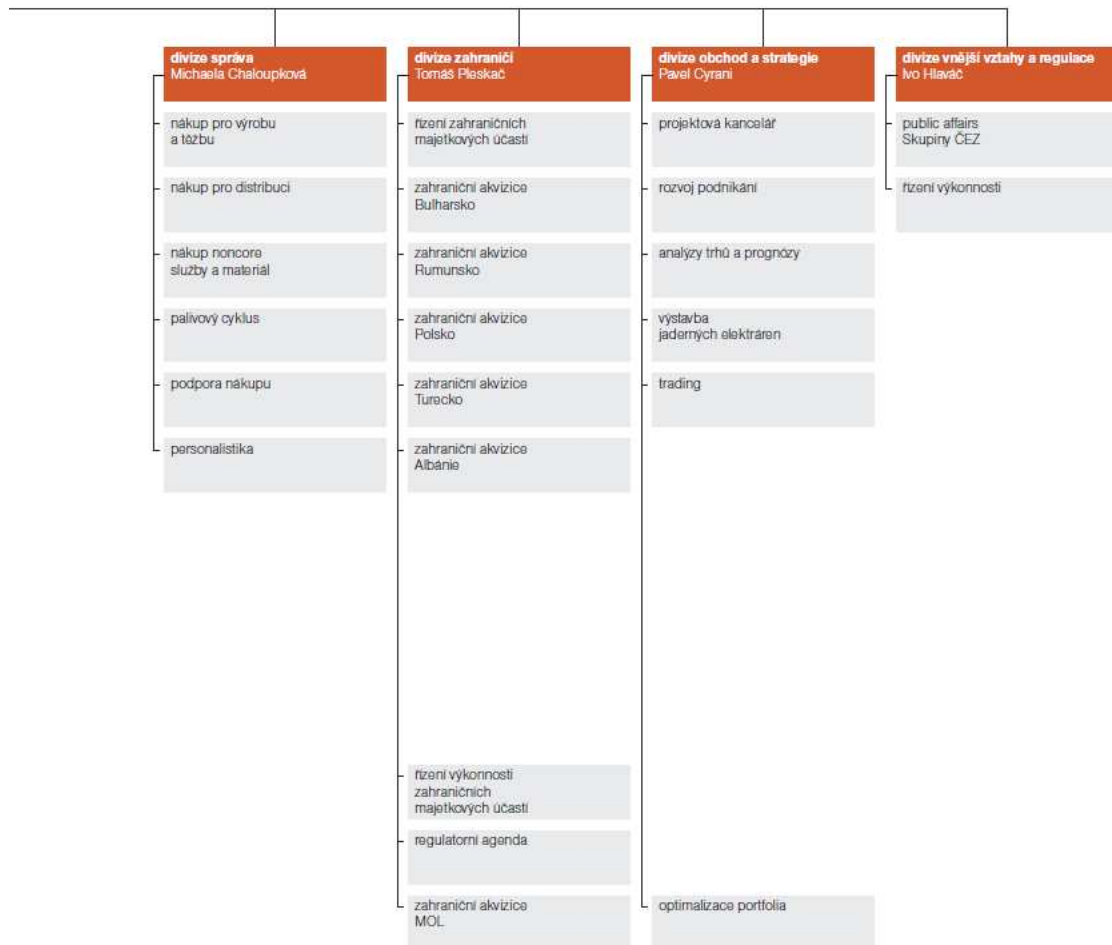 divize správa
Michaela Chaloupková
nákup pro výrobu
a těžbu
nákup pro distribuci
nákup noncore
služby a materiál
palivový cyklus
podpora nákupu
personalistika
divize zahraničí
Tomáš Pleskač
řízení zahraničních
majetkových účastí
zahraniční akvizice
Bulharsko
zahraniční akvizice
Rumunsko
zahraniční akvizice
Polsko
zahraniční akvizice
Turecko
zahraniční akvizice
Albánie
řízení výkonnosti
zahraničních
majetkových účastí
regulatorní agenda
zahraniční akvizice
MOL
divize obchod a strategie
Pavel Cyrani
projektová kancelář
rozvoj podnikání
analýzy trhů a prognózy
výstavba
jaderných elektráren
trading
optimalizace portfolia
divize vnější vztahy a regulace
Ivo Hlaváč
public affairs
Skupiny ČEZ
řízení výkonnosti